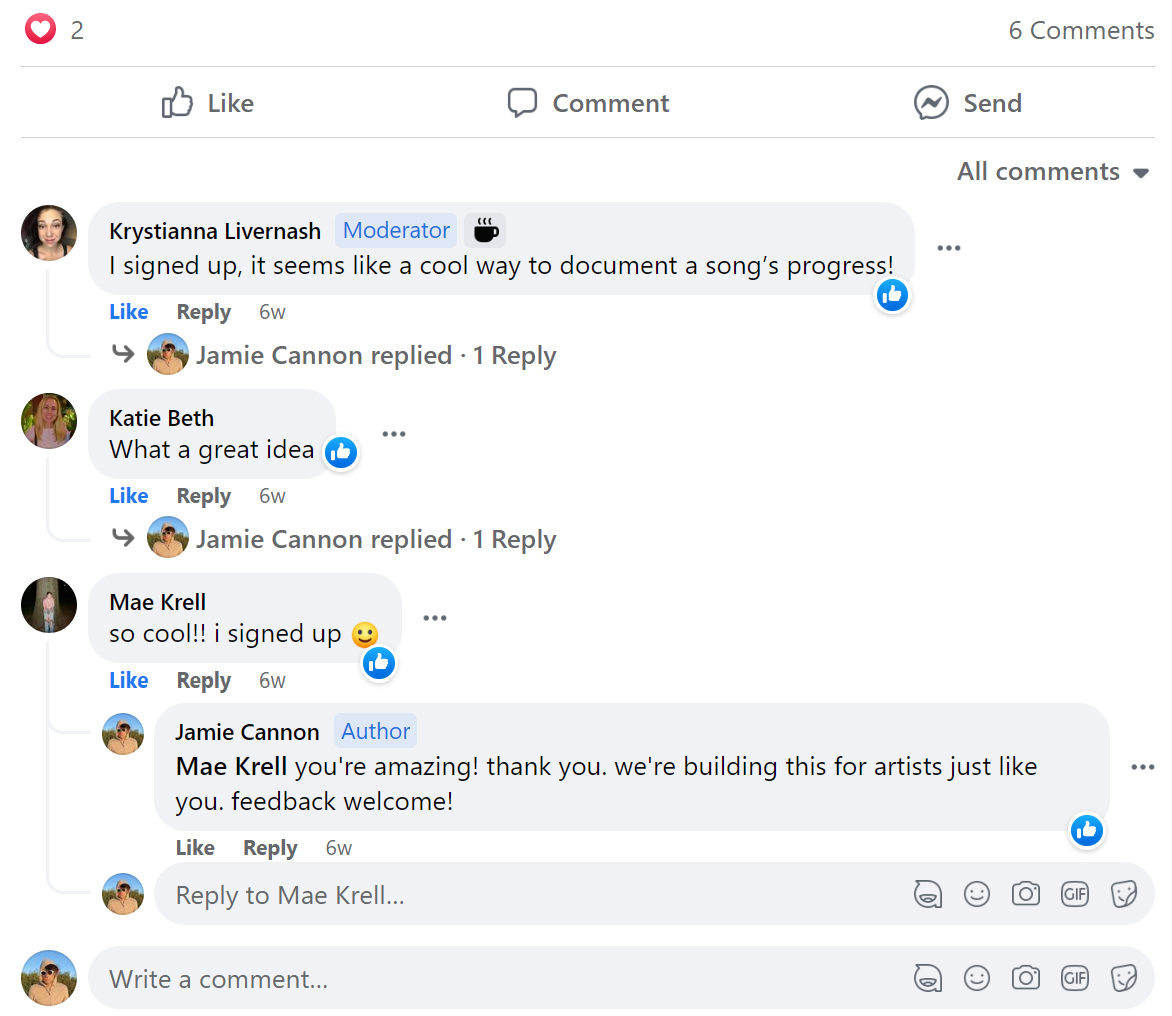 2
6 Comments
Like
Comment
Send
All comments
Krystianna Livernash Moderator
I signed up, it seems like a cool way to document a song’s progress!
Like Reply 6w
Jamie Cannon replied · 1 Reply
Katie Beth
What a great idea
Like Reply 6w
Jamie Cannon replied · 1 Reply
Mae Krell
so cool!! i signed up 🙂
Like Reply 6w
Jamie Cannon Author
Mae Krell you're amazing! thank you. we're building this for artists just like
you. feedback welcome!
Like Reply 6w
Reply to Mae Krell...
GIF
Write a comment...
GIF